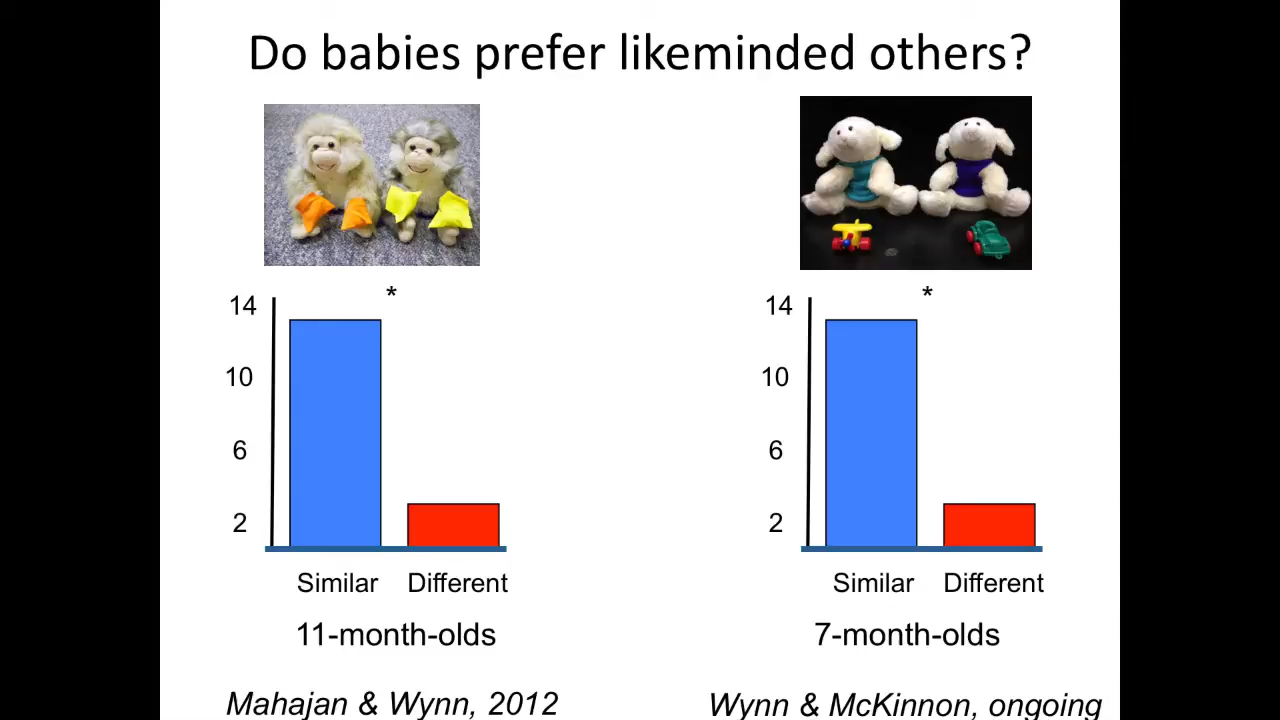 Do babies prefer likeminded others?
14
*
10
6
2
Similar Different
11-month-olds
Mahajan & Wynn, 2012
14
*
10
6
2
Similar Different
7-month-olds
Wynn & McKinnon, ongoing